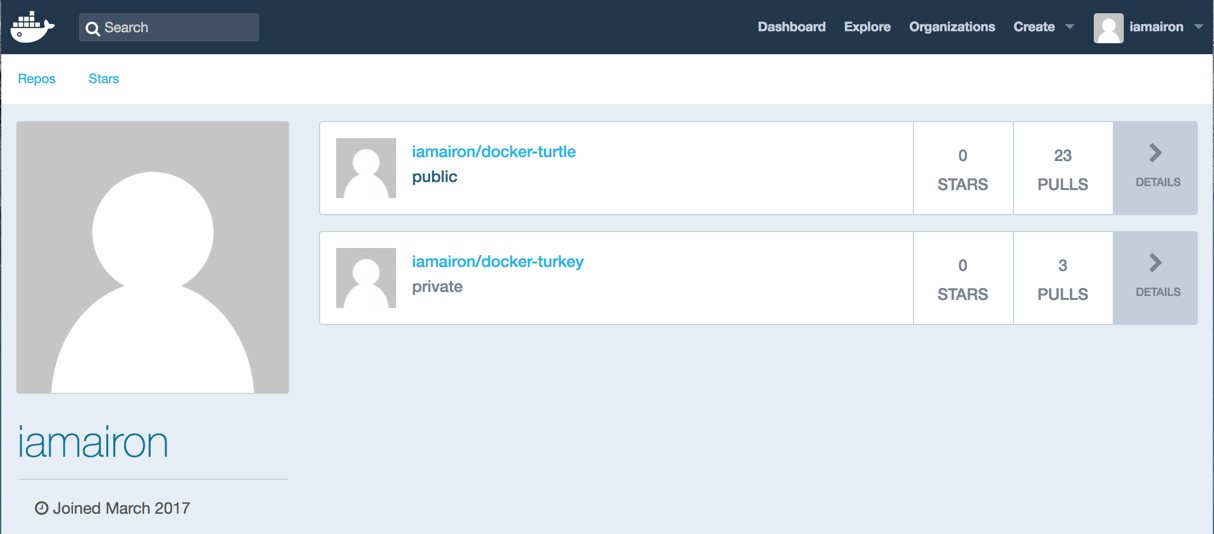 Search
Dashboard Explore Organizations Create iamairon
Repos Stars
iamairon/docker-turtle
public
0
STARS
23
PULLS
DETAILS
iamairon/docker-turkey
private
0
STARS
3
PULLS
DETAILS
iamairon
Joined March 2017